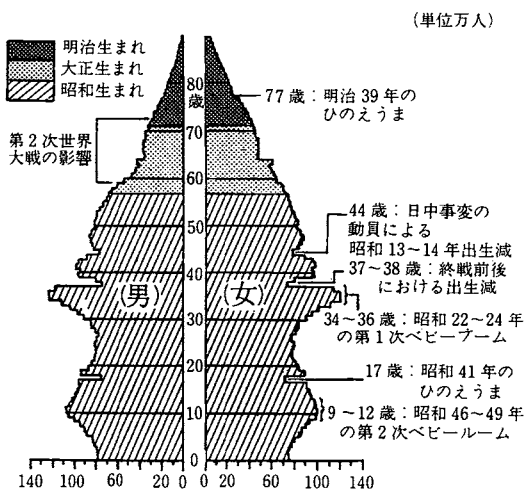 (単位万人)
明治生まれ
大正生まれ
昭和生まれ
第2次世界
大戦の影響
80
歳
70
60
50
40
30
20
10
0
(男)
(女)
77歳：明治39年の
ひのえうま
44歳：日中事変の
動員による
昭和13～14年出生減
37～38歳：終戦前後
における出生減
34～36歳：昭和22～24年
の第1次ベビーブーム
17歳：昭和41年の
ひのえうま
9～12歳：昭和46～49年
の第2次ベビールーム
140 100 60 20 0
0 20 60 100 140